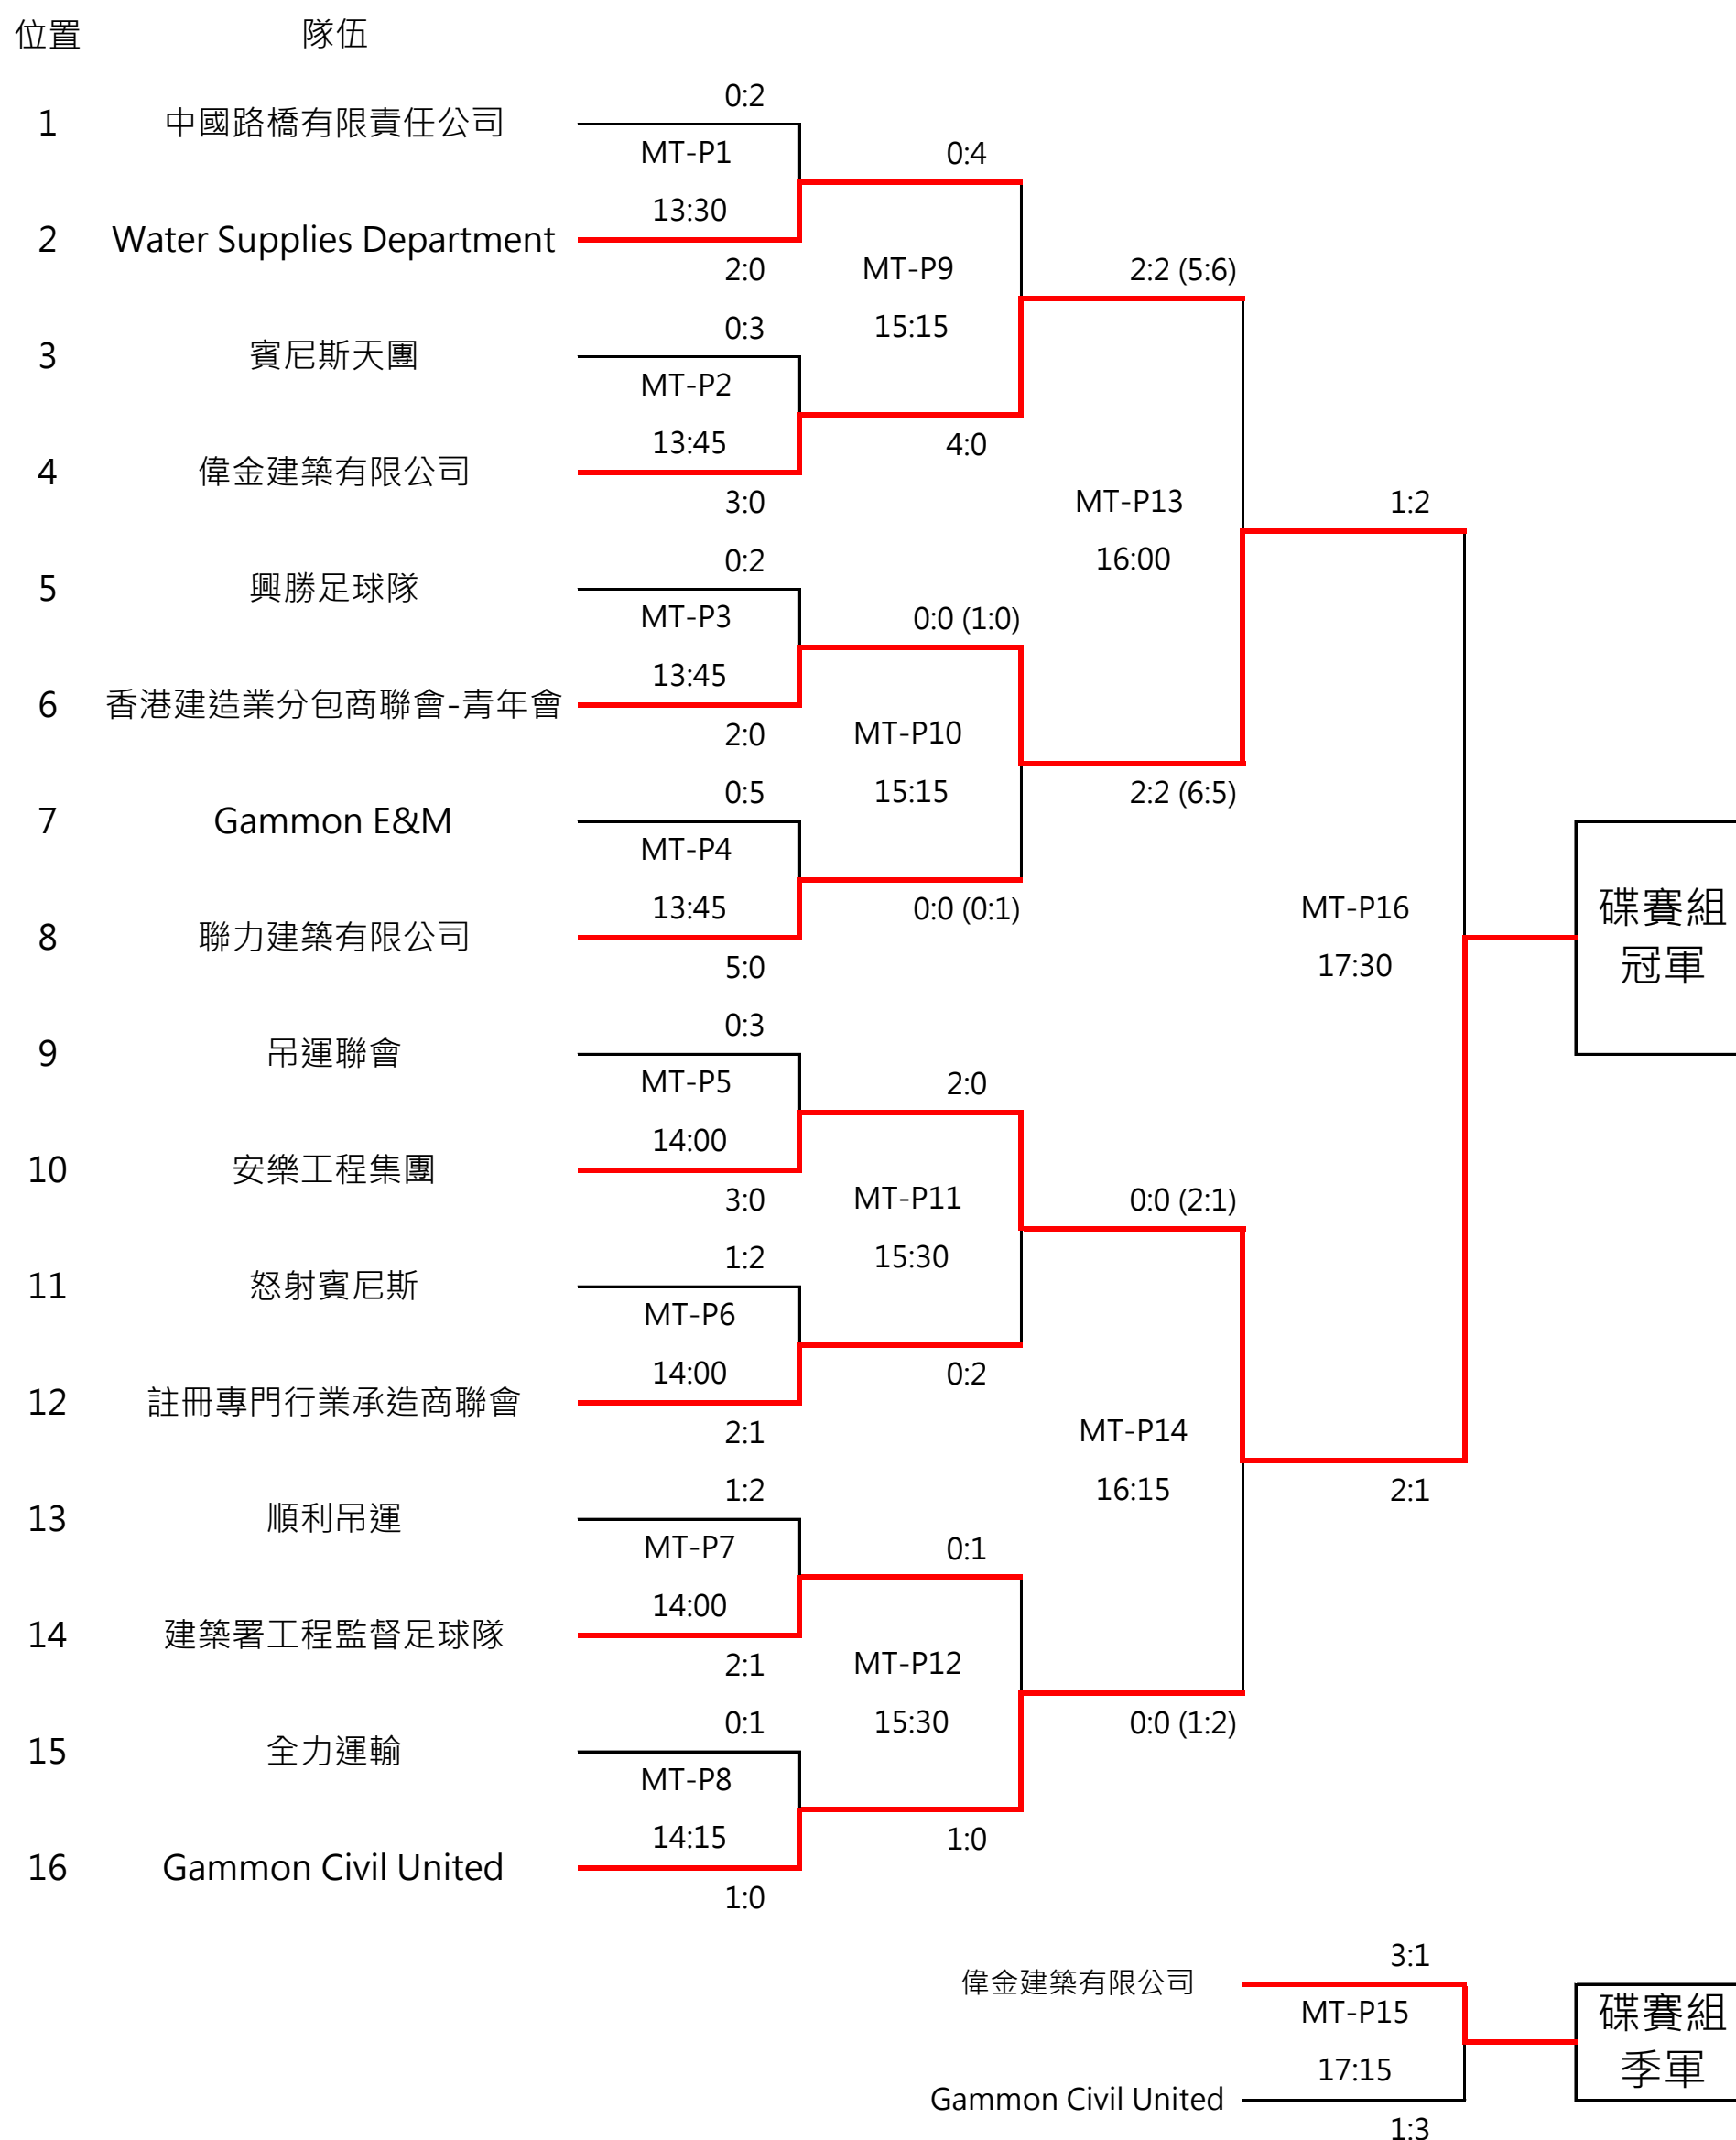 位置 隊伍
0:2
1 中國路橋有限責任公司
MT-P1
0:4
13:30
2 Water Supplies Department
2:0
MT-P9
2:2 (5:6)
0:3
15:15
3 賓尼斯天團
MT-P2
13:45
4:0
4 偉金建築有限公司
3:0
MT-P13
1:2
0:2
16:00
5 興勝足球隊
MT-P3
0:0 (1:0)
13:45
6 香港建造業分包商聯會-青年會
2:0
MT-P10
0:5
15:15
2:2 (6:5)
7 Gammon E&M
MT-P4
13:45
0:0 (0:1)
MT-P16
碟賽組
8 聯力建築有限公司
5:0
17:30
冠軍
0:3
9 吊運聯會
MT-P5
2:0
14:00
10 安樂工程集團
3:0
MT-P11
0:0 (2:1)
1:2
15:30
11 怒射賓尼斯
MT-P6
14:00
0:2
12 註冊專門行業承造商聯會
2:1
MT-P14
1:2
16:15
2:1
13 順利吊運
MT-P7
0:1
14:00
14 建築署工程監督足球隊
2:1
MT-P12
0:1
15:30
0:0 (1:2)
15 全力運輸
MT-P8
14:15
1:0
16 Gammon Civil United
1:0
3:1
偉金建築有限公司
MT-P15
碟賽組
17:15
季軍
Gammon Civil United
1:3